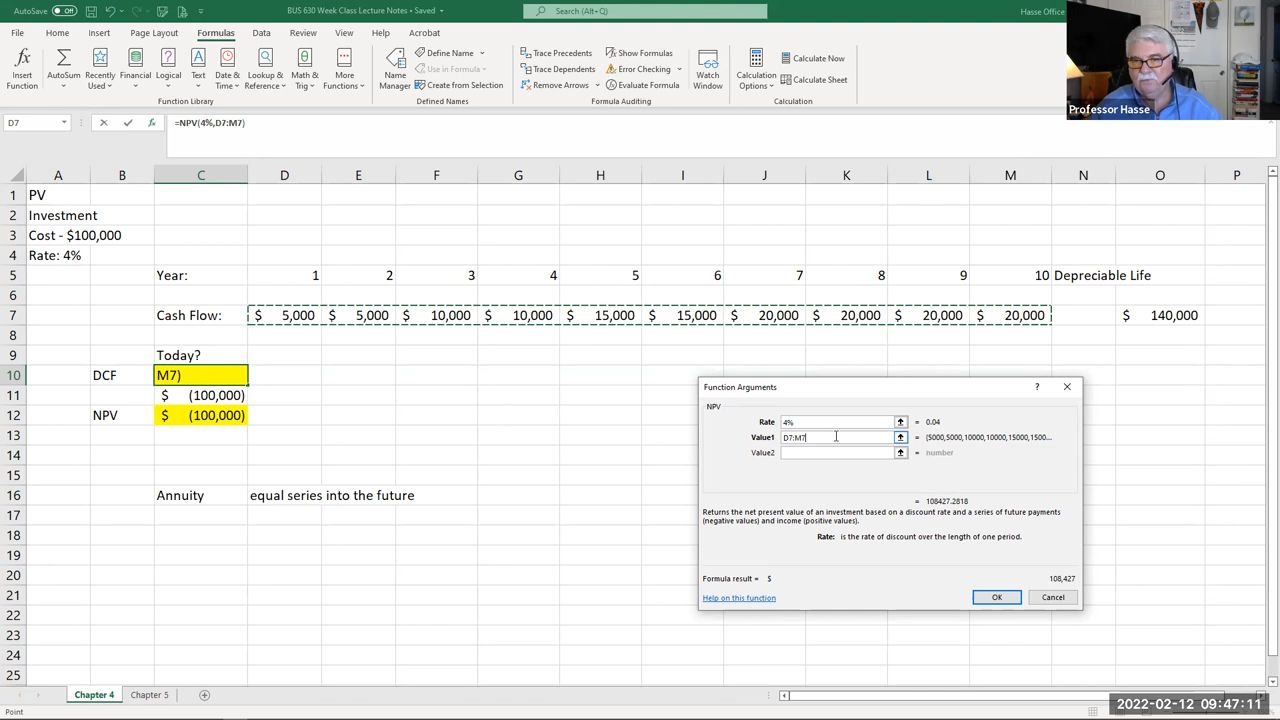 AutoSave Off BUS 630 Week Class Lecture Notes • Saved Search (Alt+Q) Hasse Office
File Home Insert Page Layout Formulas Data Review View Help Acrobat
Insert Function
AutoSum
Recently Used
Financial
Logical
Text
Date & Time
Lookup & Reference
Math & Trig
More Functions
Function Library
Name Manager
Define Name
Use in Formula
Create from Selection
Defined Names
Trace Precedents
Trace Dependents
Remove Arrows
Show Formulas
Error Checking
Evaluate Formula
Formula Auditing
Watch Window
Calculation Options
Calculate Now
Calculate Sheet
Calculation
Professor Hasse
D7 fx =NPV(4%,D7:M7)
A B C D E F G H I J K L M N O P
1 PV
2 Investment
3 Cost - $100,000
4 Rate: 4%
5 Year: 1 2 3 4 5 6 7 8 9 10 Depreciable Life
6
7 Cash Flow: $ 5,000 $ 5,000 $ 10,000 $ 10,000 $ 15,000 $ 15,000 $ 20,000 $ 20,000 $ 20,000 $ 20,000 $ 140,000
8
9 Today?
10 DCF M7)
11 $ (100,000)
12 NPV $ (100,000)
13
14
15
16 Annuity equal series into the future
17
18
19
20
21
22
23
24
25
Function Arguments ?
NPV
Rate 4% = 0.04
Value1 D7:M7 = {5000,5000,10000,10000,15000,1500...
Value2 = number
= 108427.2818
Returns the net present value of an investment based on a discount rate and a series of future payments
(negative values) and income (positive values).
Rate: is the rate of discount over the length of one period.
Formula result = $ 108,427
Help on this function OK Cancel
Chapter 4 Chapter 5
Point
2022-02-12 09:47:11